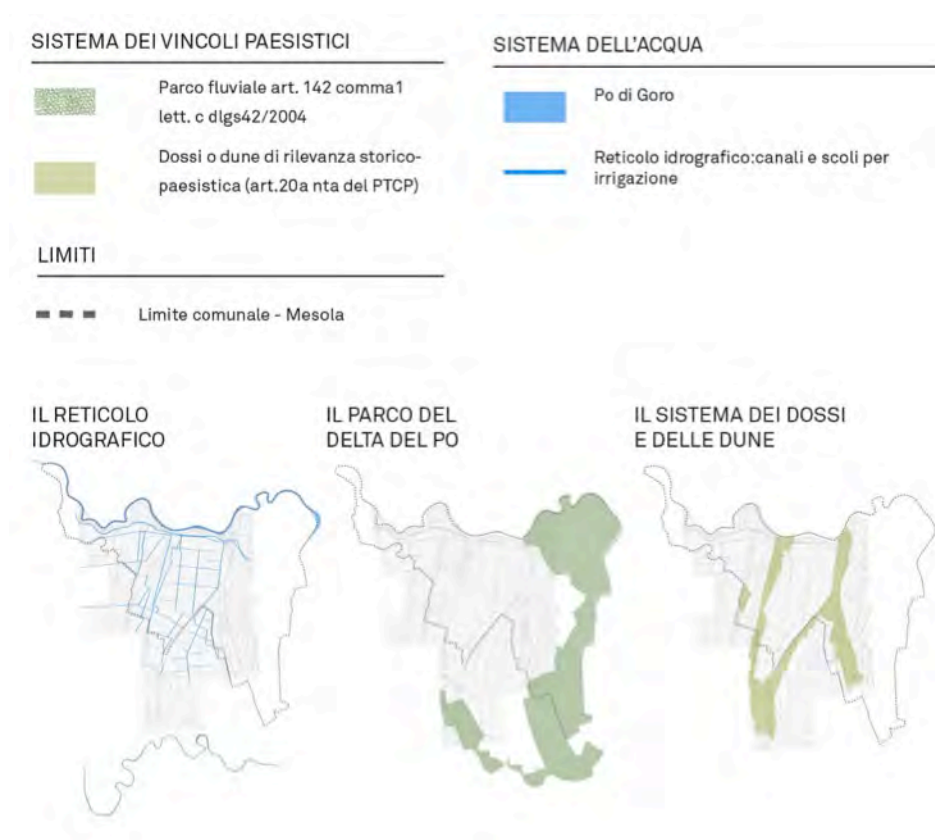 SISTEMA DEI VINCOLI PAESISTICI
Parco fluviale art. 142 comma1
lett. c dlgs42/2004
Dossi o dune di rilevanza storico-
paesistica (art.20a nta del PTCP)
LIMITI
Limite comunale - Mesola
SISTEMA DELL'ACQUA
Po di Goro
Reticolo idrografico:canali e scoli per
irrigazione
IL RETICOLO
IDROGRAFICO
IL PARCO DEL
DELTA DEL PO
IL SISTEMA DEI DOSSI
E DELLE DUNE